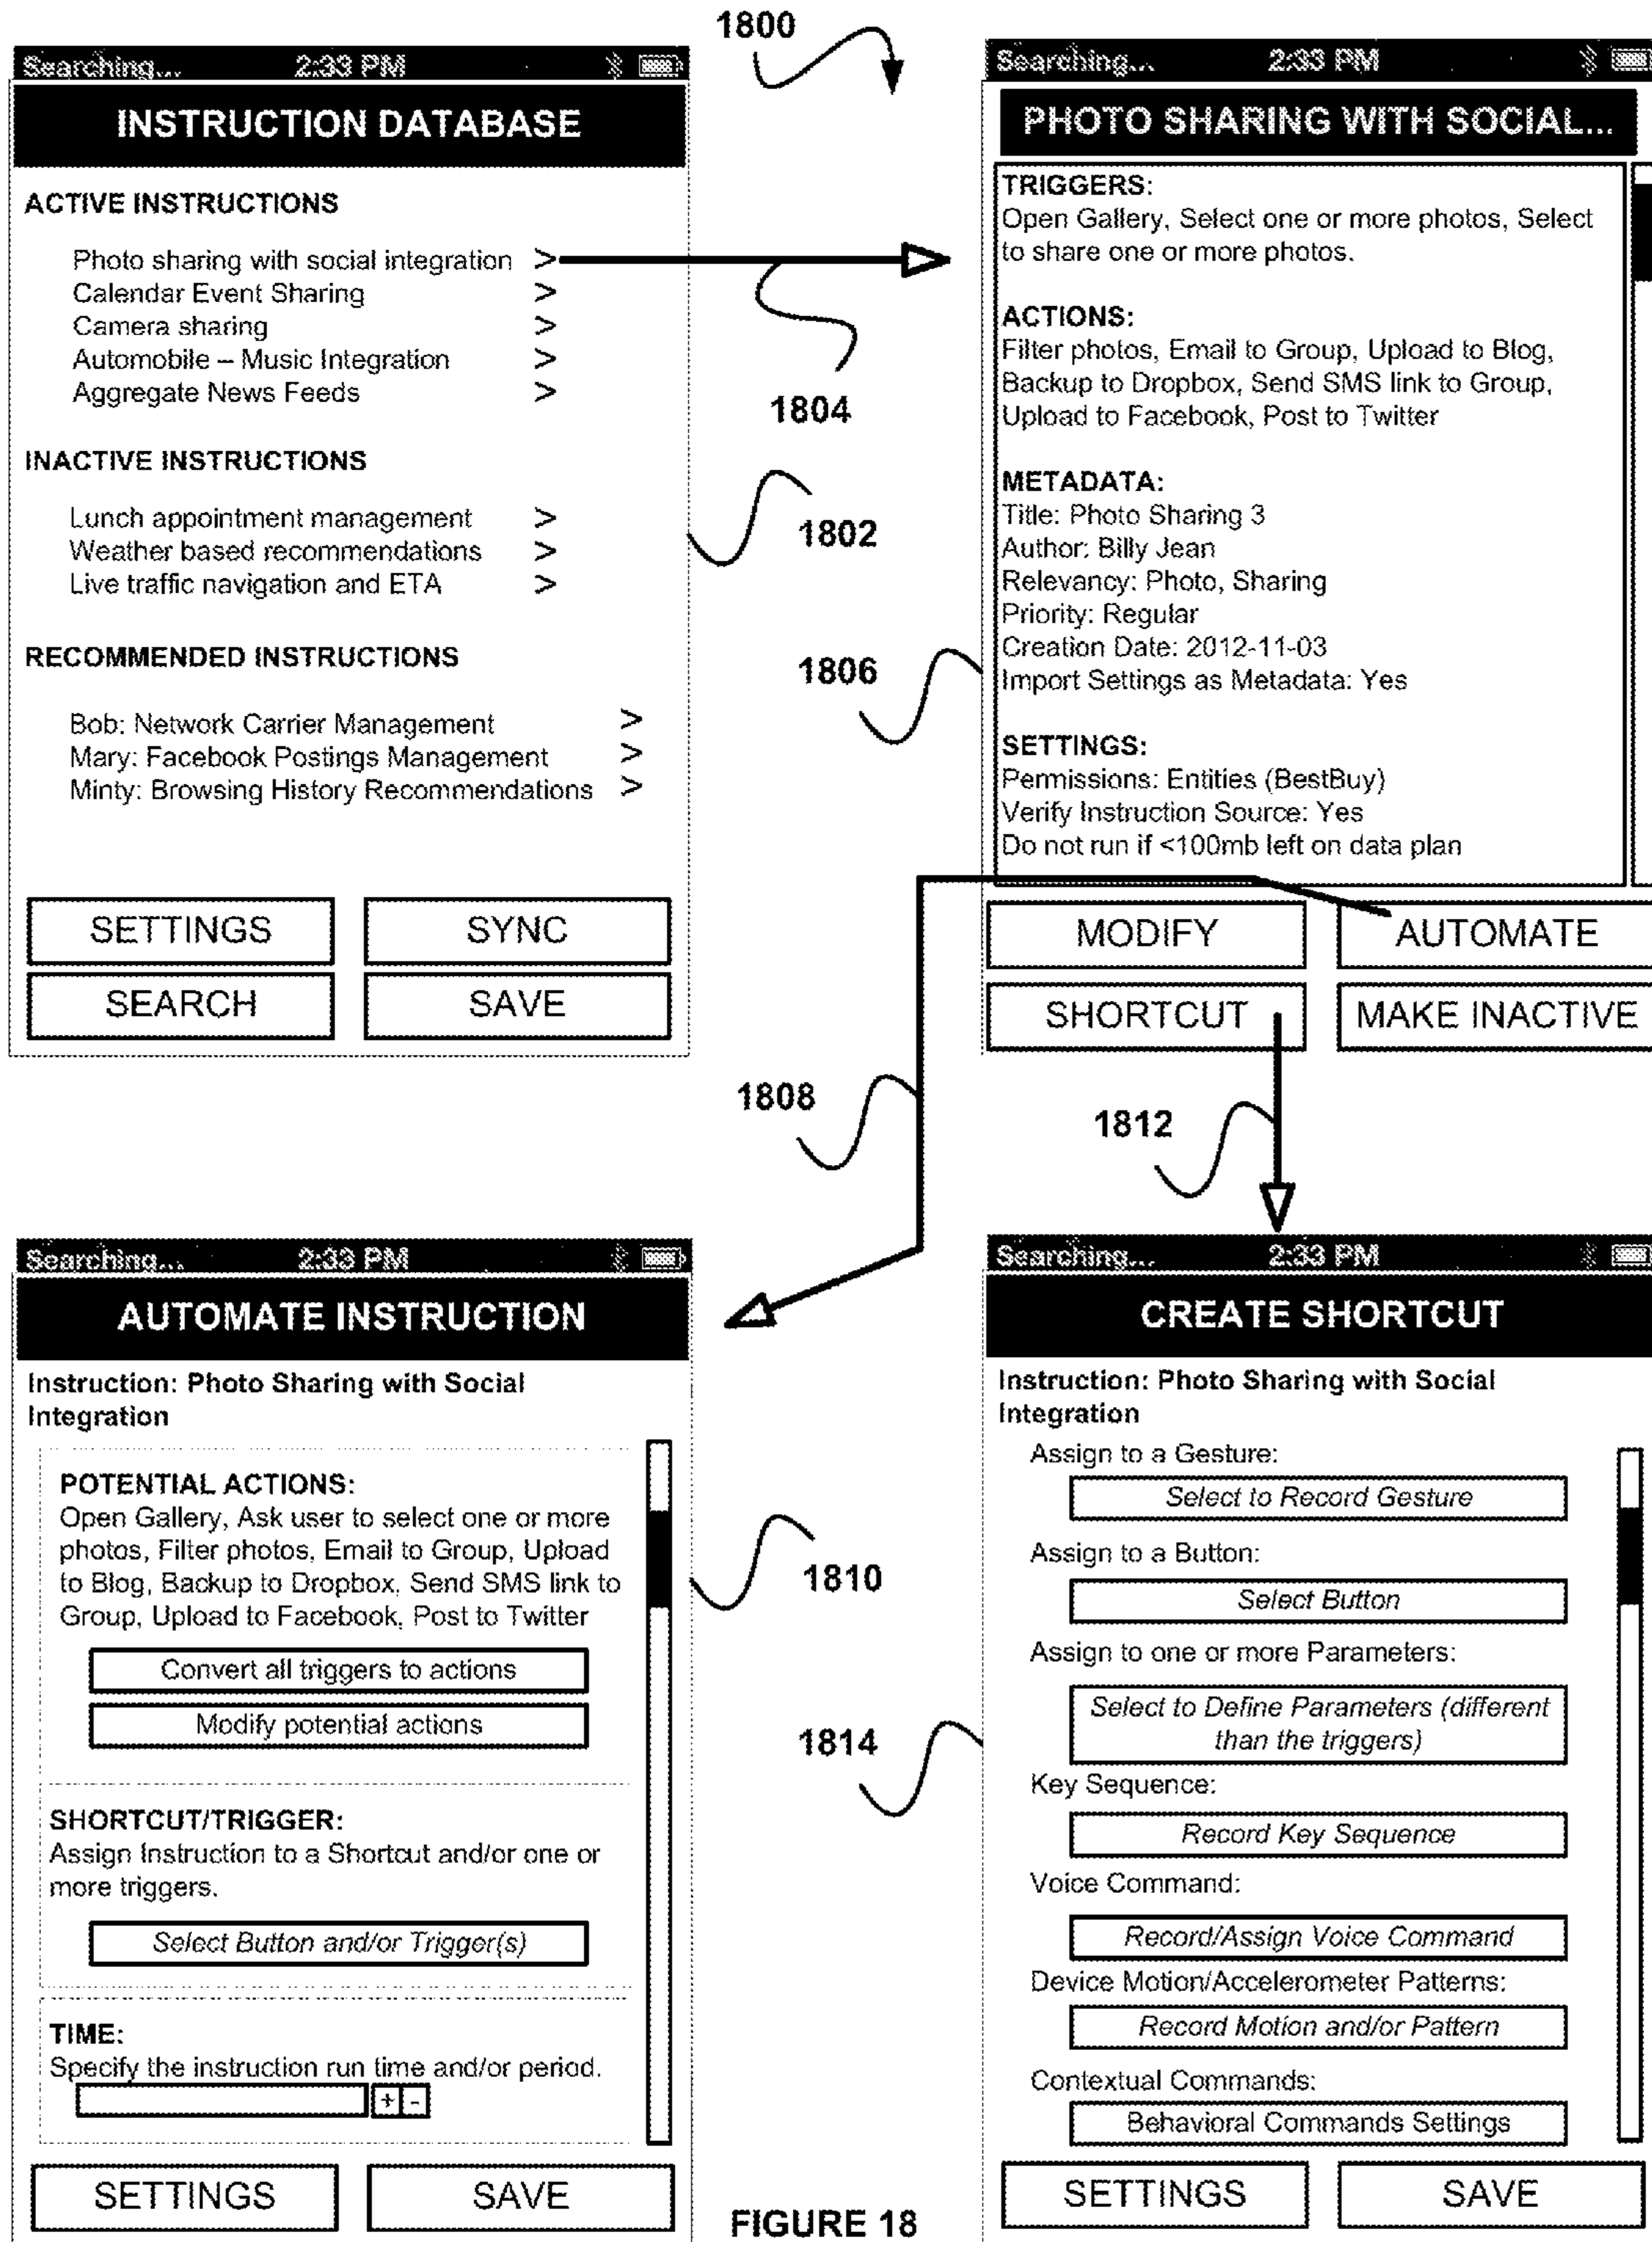 1800
Searching... 2:33 PM
INSTRUCTION DATABASE
ACTIVE INSTRUCTIONS
Photo sharing with social integration >
Calendar Event Sharing >
Camera sharing >
Automobile – Music Integration >
Aggregate News Feeds >
INACTIVE INSTRUCTIONS
Lunch appointment management >
Weather based recommendations >
Live traffic navigation and ETA >
RECOMMENDED INSTRUCTIONS
Bob: Network Carrier Management >
Mary: Facebook Postings Management >
Minty: Browsing History Recommendations >
SETTINGS
SYNC
SEARCH
SAVE
1804
1802
1806
Searching... 2:33 PM
PHOTO SHARING WITH SOCIAL...
TRIGGERS:
Open Gallery, Select one or more photos, Select
to share one or more photos.
ACTIONS:
Filter photos, Email to Group, Upload to Blog,
Backup to Dropbox, Send SMS link to Group,
Upload to Facebook, Post to Twitter
METADATA:
Title: Photo Sharing 3
Author: Billy Jean
Relevancy: Photo, Sharing
Priority: Regular
Creation Date: 2012-11-03
Import Settings as Metadata: Yes
SETTINGS:
Permissions: Entities (BestBuy)
Verify Instruction Source: Yes
Do not run if <100mb left on data plan
MODIFY
AUTOMATE
SHORTCUT
MAKE INACTIVE
1808
1812
Searching... 2:33 PM
AUTOMATE INSTRUCTION
Instruction: Photo Sharing with Social
Integration
POTENTIAL ACTIONS:
Open Gallery, Ask user to select one or more
photos, Filter photos, Email to Group, Upload
to Blog, Backup to Dropbox, Send SMS link to
Group, Upload to Facebook, Post to Twitter
Convert all triggers to actions
Modify potential actions
SHORTCUT/TRIGGER:
Assign Instruction to a Shortcut and/or one or
more triggers.
Select Button and/or Trigger(s)
TIME:
Specify the instruction run time and/or period.
+ -
SETTINGS
SAVE
1810
1814
Searching... 2:33 PM
CREATE SHORTCUT
Instruction: Photo Sharing with Social
Integration
Assign to a Gesture:
Select to Record Gesture
Assign to a Button:
Select Button
Assign to one or more Parameters:
Select to Define Parameters (different
than the triggers)
Key Sequence:
Record Key Sequence
Voice Command:
Record/Assign Voice Command
Device Motion/Accelerometer Patterns:
Record Motion and/or Pattern
Contextual Commands:
Behavioral Commands Settings
SETTINGS
SAVE
FIGURE 18